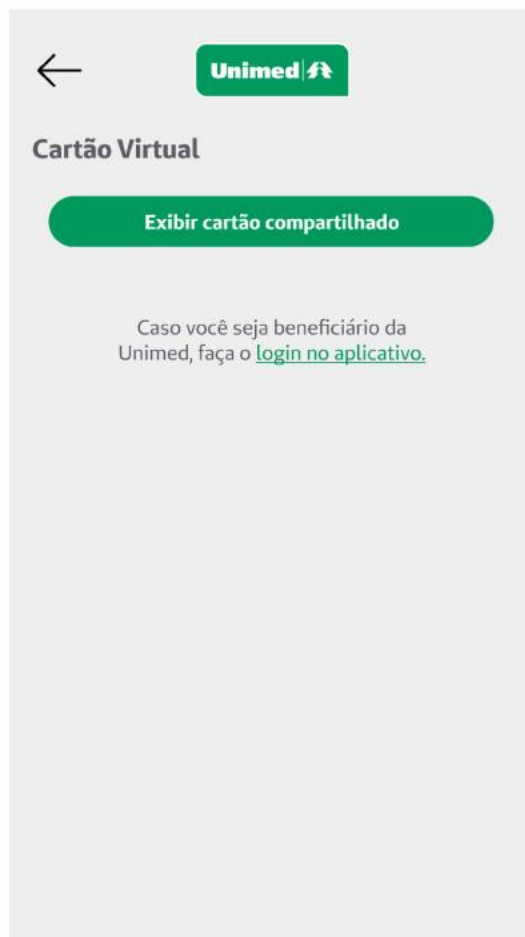 Unimed
Cartão Virtual
Exibir cartão compartilhado
Caso você seja beneficiário da
Unimed, faça o login no aplicativo.